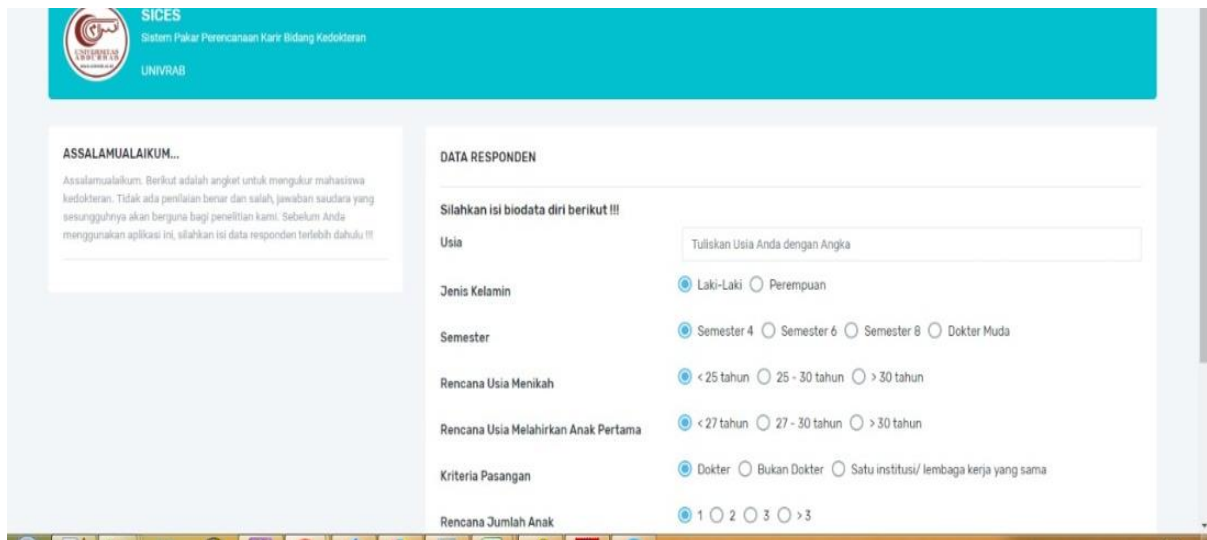 SICES
Sistem Pakar Perencanaan Karir Bidang Kedokteran
UNIVRAB
UNIVERSITAS
ABDURRAB
ASSALAMUALAIKUM...
Assalamualaikum. Berikut adalah angket untuk mengukur mahasiswa
kedokteran. Tidak ada penilaian benar dan salah, jawaban saudara yang
sesungguhnya akan berguna bagi penelitian kami. Sebelum Anda
menggunakan aplikasi ini, silahkan isi data responden terlebih dahulu !!!
DATA RESPONDEN
Silahkan isi biodata diri berikut !!!
Usia
Tuliskan Usia Anda dengan Angka
Jenis Kelamin
Laki-Laki Perempuan
Semester
Semester 4 Semester 6 Semester 8 Dokter Muda
Rencana Usia Menikah
< 25 tahun 25 - 30 tahun > 30 tahun
Rencana Usia Melahirkan Anak Pertama
< 27 tahun 27 - 30 tahun > 30 tahun
Kriteria Pasangan
Dokter Bukan Dokter Satu institusi/ lembaga kerja yang sama
Rencana Jumlah Anak
1 2 3 >3